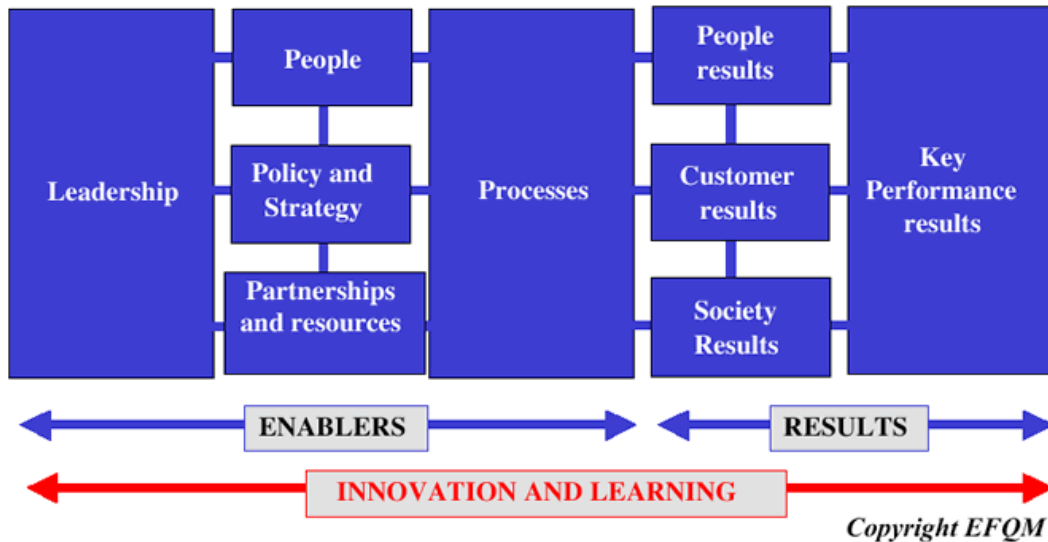 People
Policy and
Strategy
Partnerships
and resources
Leadership
Processes
People
results
Customer
results
Society
Results
Key
Performance
results
ENABLERS
RESULTS
INNOVATION AND LEARNING
Copyright EFQM